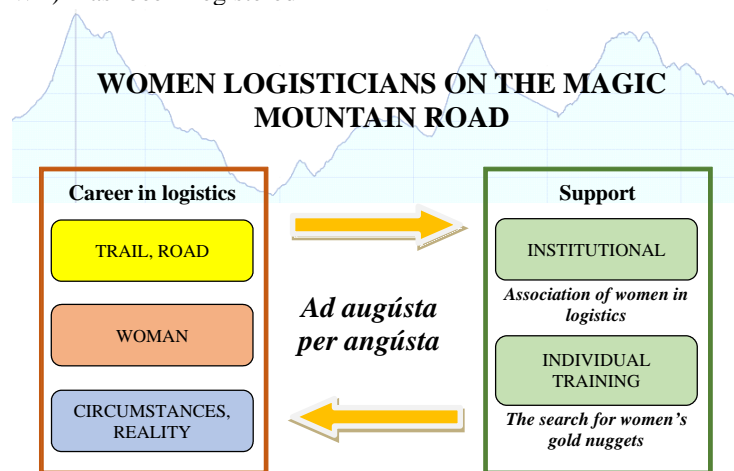 WOMEN LOGISTICIANS ON THE MAGIC
MOUNTAIN ROAD
Career in logistics
TRAIL, ROAD
WOMAN
CIRCUMSTANCES,
REALITY
Ad augústa
per angústa
Support
INSTITUTIONAL
Association of women in
logistics
INDIVIDUAL
TRAINING
The search for women's
gold nuggets